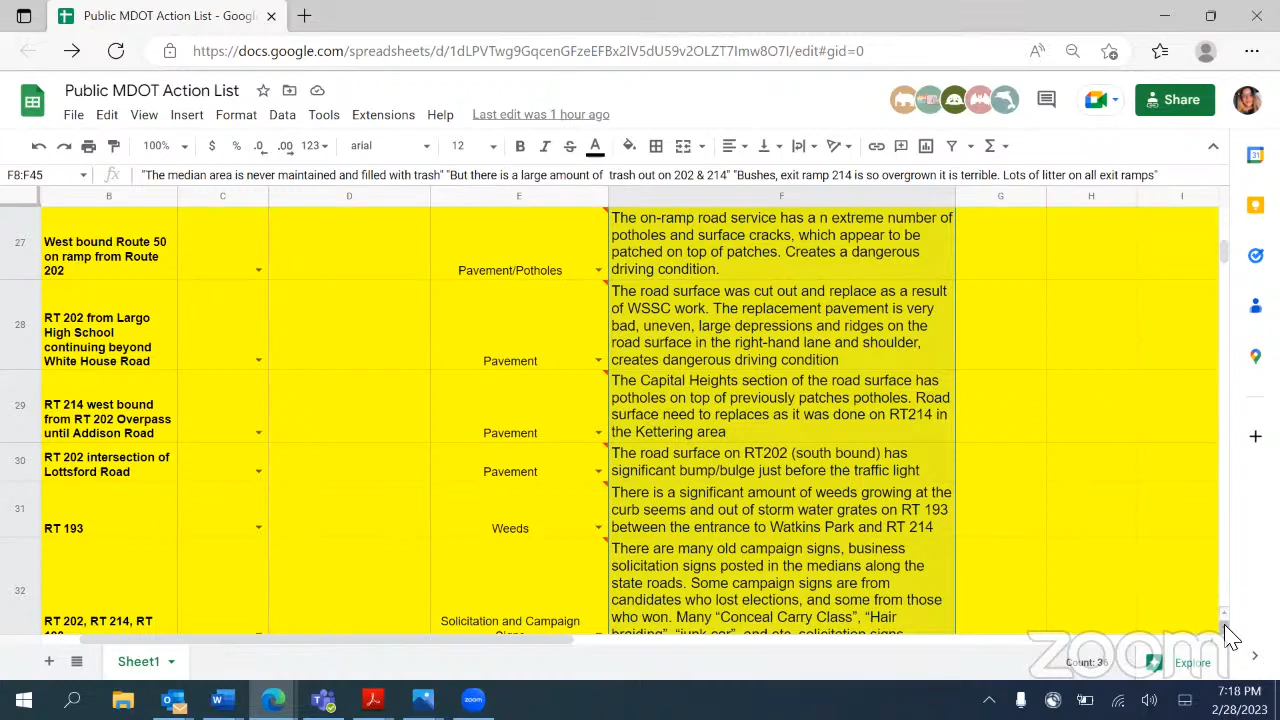 Public MDOT Action List - Googl
https://docs.google.com/spreadsheets/d/1dLPVTwg9GqcenGFzeEFBx2lV5dU59v2OLZT7Imw8O7I/edit#gid=0
Public MDOT Action List
Share
File Edit View Insert Format Data Tools Extensions Help Last edit was 1 hour ago
100% $ % .0 .00 123 arial 12 B I S A
F8:F45 fx "The median area is never maintained and filled with trash" "But there is a large amount of trash out on 202 & 214" "Bushes, exit ramp 214 is so overgrown it is terrible. Lots of litter on all exit ramps"
B C D E F G H I
27
West bound Route 50
on ramp from Route
202
Pavement/Potholes
The on-ramp road service has a n extreme number of
potholes and surface cracks, which appear to be
patched on top of patches. Creates a dangerous
driving condition.
28
RT 202 from Largo
High School
continuing beyond
White House Road
Pavement
The road surface was cut out and replace as a result
of WSSC work. The replacement pavement is very
bad, uneven, large depressions and ridges on the
road surface in the right-hand lane and shoulder,
creates dangerous driving condition
29
RT 214 west bound
from RT 202 Overpass
until Addison Road
Pavement
The Capital Heights section of the road surface has
potholes on top of previously patches potholes. Road
surface need to replaces as it was done on RT214 in
the Kettering area
30
RT 202 intersection of
Lottsford Road
Pavement
The road surface on RT202 (south bound) has
significant bump/bulge just before the traffic light
31
RT 193
Weeds
There is a significant amount of weeds growing at the
curb seems and out of storm water grates on RT 193
between the entrance to Watkins Park and RT 214
32
RT 202, RT 214, RT
Solicitation and Campaign
Signs
There are many old campaign signs, business
solicitation signs posted in the medians along the
state roads. Some campaign signs are from
candidates who lost elections, and some from those
who won. Many “Conceal Carry Class”, “Hair
braiding”, “junk car”, and etc. solicitation signs
zoom
Sheet1
Count: 36
Explore
zoom
7:18 PM
2/28/2023